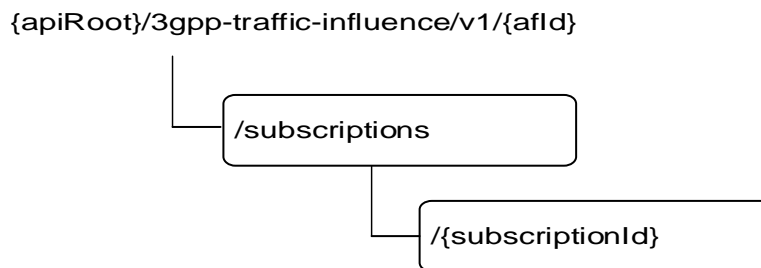 {apiRoot}/3gpp-traffic-influence/v1/{afId}
/subscriptions
/{subscriptionId}